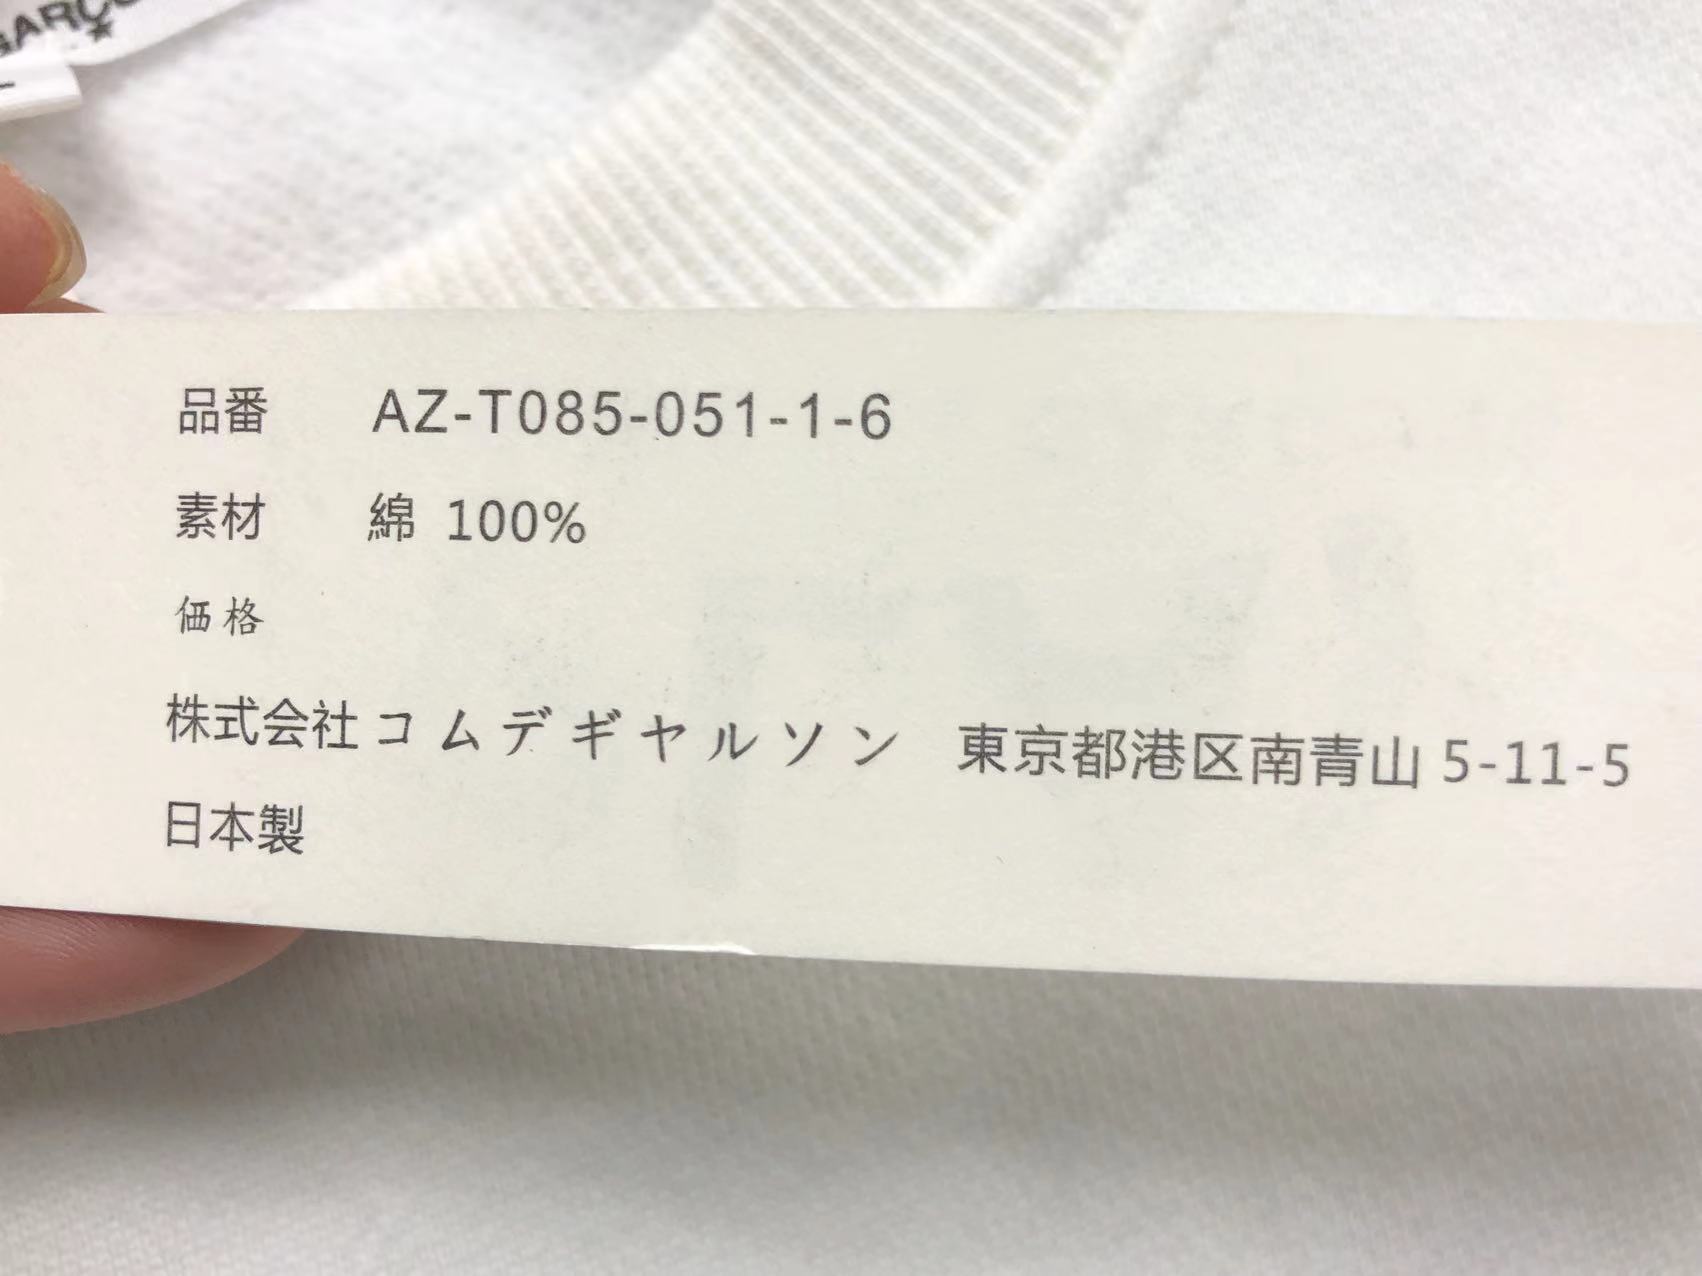 品番 AZ-T085-051-1-6
素材 綿 100%
価格
株式会社コムデギヤルソン 東京都港区南青山 5-11-5
日本製